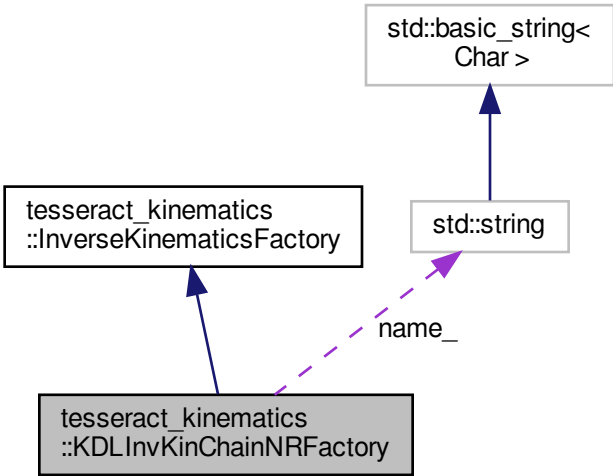 std::basic_string<
Char >
tesseract_kinematics
::InverseKinematicsFactory
std::string
name_
tesseract_kinematics
::KDLInvKinChainNRFactory